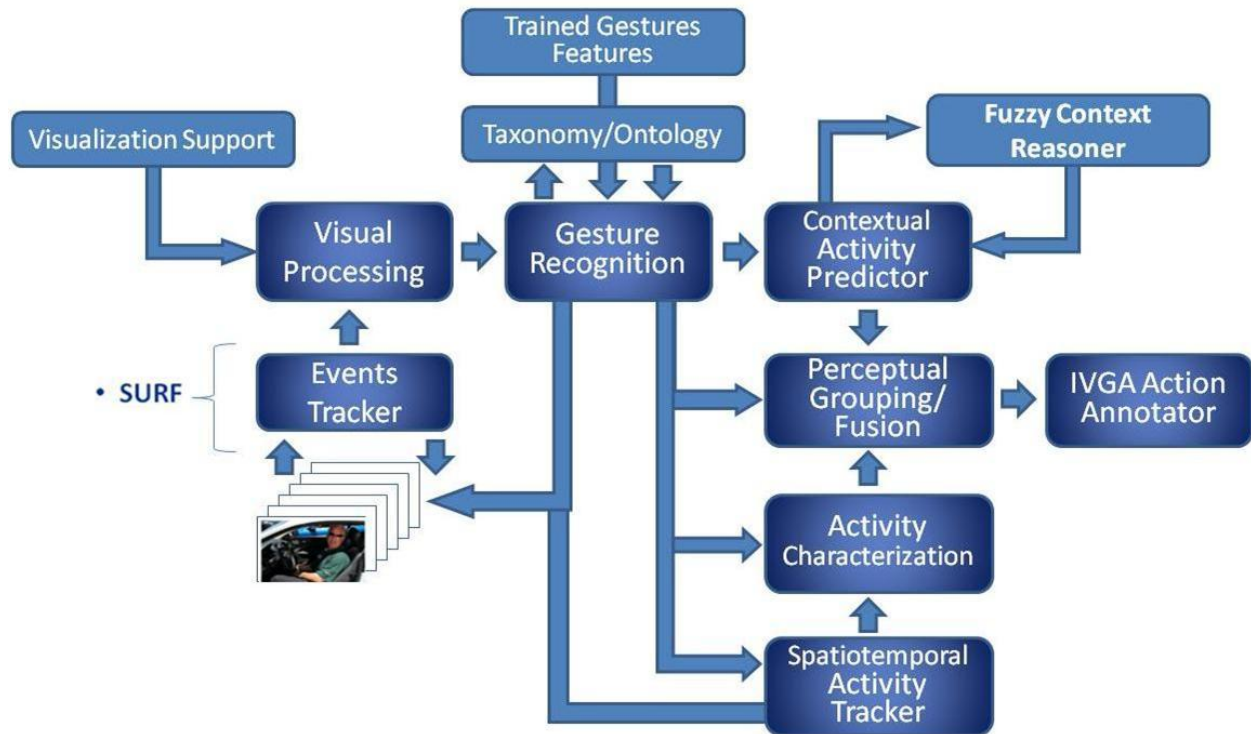 Trained Gestures
Features
Visualization Support
Taxonomy/Ontology
Fuzzy Context
Reasoner
Visual
Processing
Gesture
Recognition
Contextual
Activity
Predictor
• SURF
Events
Tracker
Perceptual
Grouping/
Fusion
IVGA Action
Annotator
Activity
Characterization
Spatiotemporal
Activity
Tracker